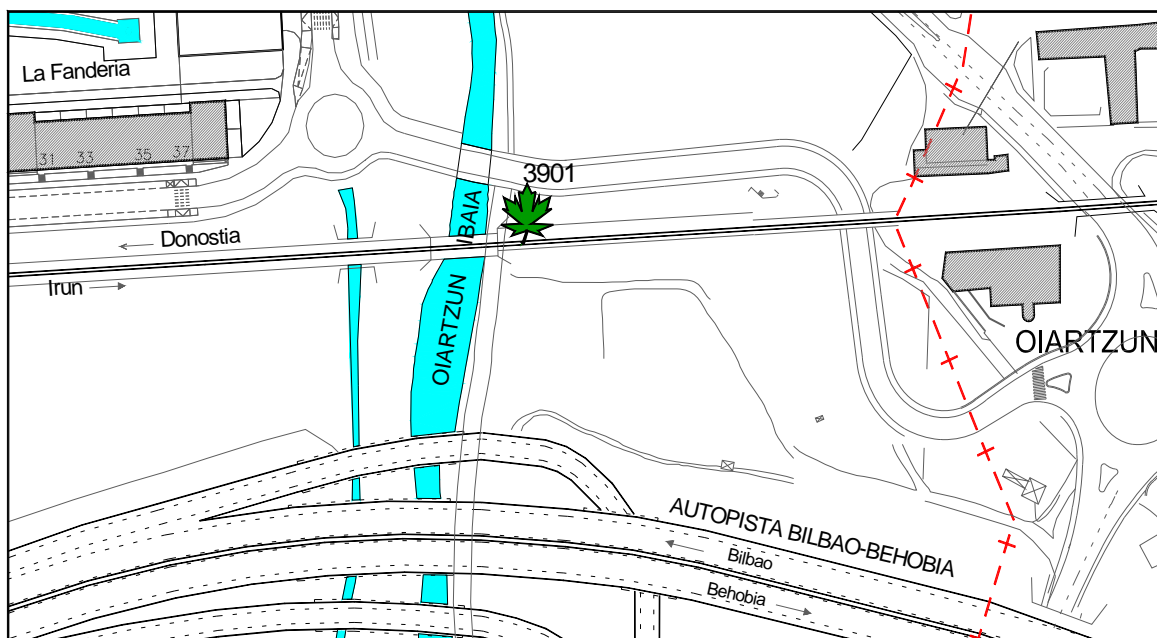 La Fanderia
31
33
35
37
3901
Donostia
Irun
OIARTZUN IBAIA
OIARTZUN
AUTOPISTA BILBAO-BEHOBIA
Bilbao
Behobia